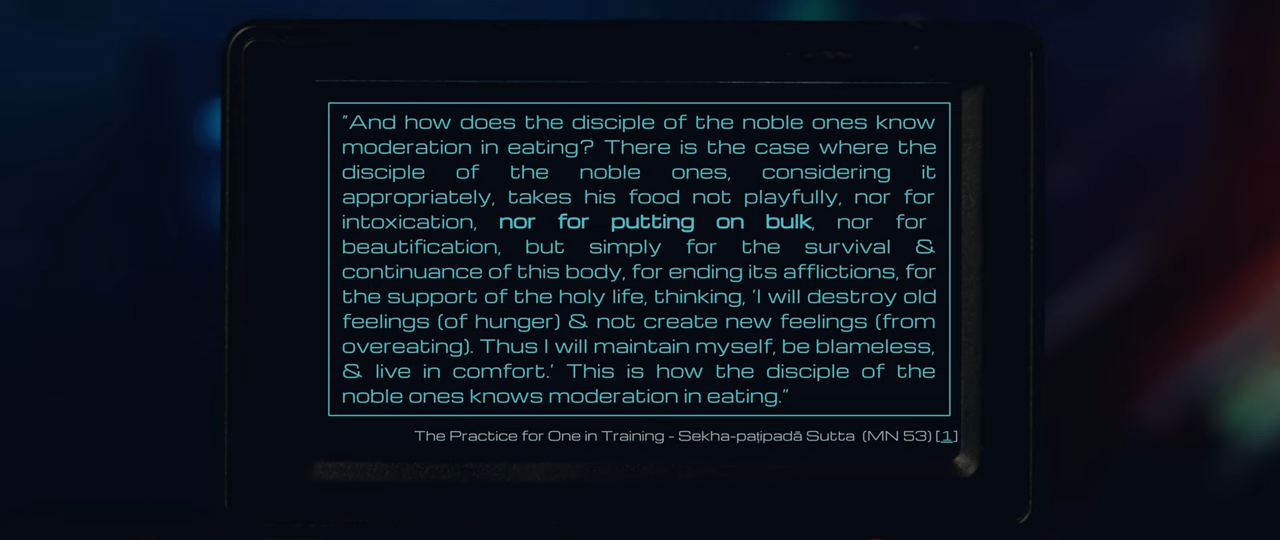 "And how does the disciple of the noble ones know
moderation in eating? There is the case where the
disciple of the noble ones, considering it
appropriately, takes his food not playfully, nor for
intoxication, nor for putting on bulk, nor for
beautification, but simply for the survival &
continuance of this body, for ending its afflictions, for
the support of the holy life, thinking, 'I will destroy old
feelings (of hunger) & not create new feelings (from
overeating). Thus I will maintain myself, be blameless,
& live in comfort.' This is how the disciple of the
noble ones knows moderation in eating."
The Practice for One in Training - Sekha-paṭipadā Sutta (MN 53) [1]